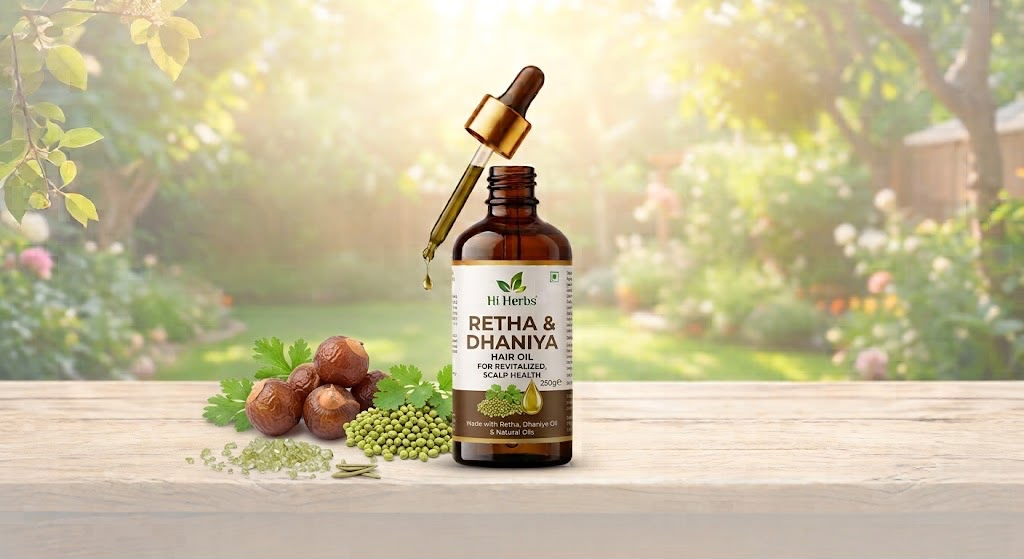 Hi Herbs
RETHA &
DHANIYA
HAIR OIL
FOR REVITALIZED,
SCALP HEALTH
250g℮
Made with Retha, Dhaniye Oil
& Natural Oils